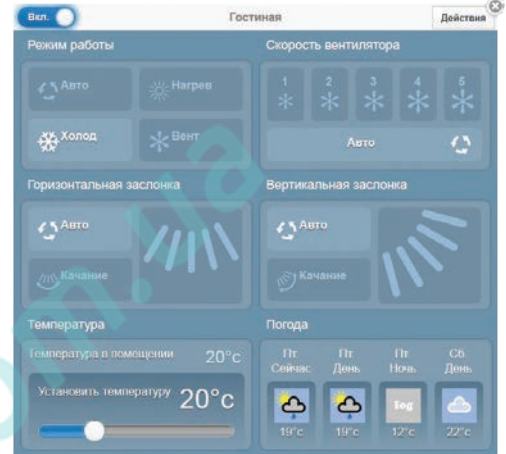 Вкл.
Гостиная
Действия
Режим работы
Авто
Нагрев
Холод
Вент
Скорость вентилятора
1 2 3 4 5
Авто
Горизонтальная заслонка
Авто
Качание
Вертикальная заслонка
Авто
Качание
Температура
Температура в помещении 20°c
Установить температуру 20°c
Погода
Пт Пт Пт Сб
Сейчас День Ночь День
fog
19°c 19°c 12°c 22°c
om.ua